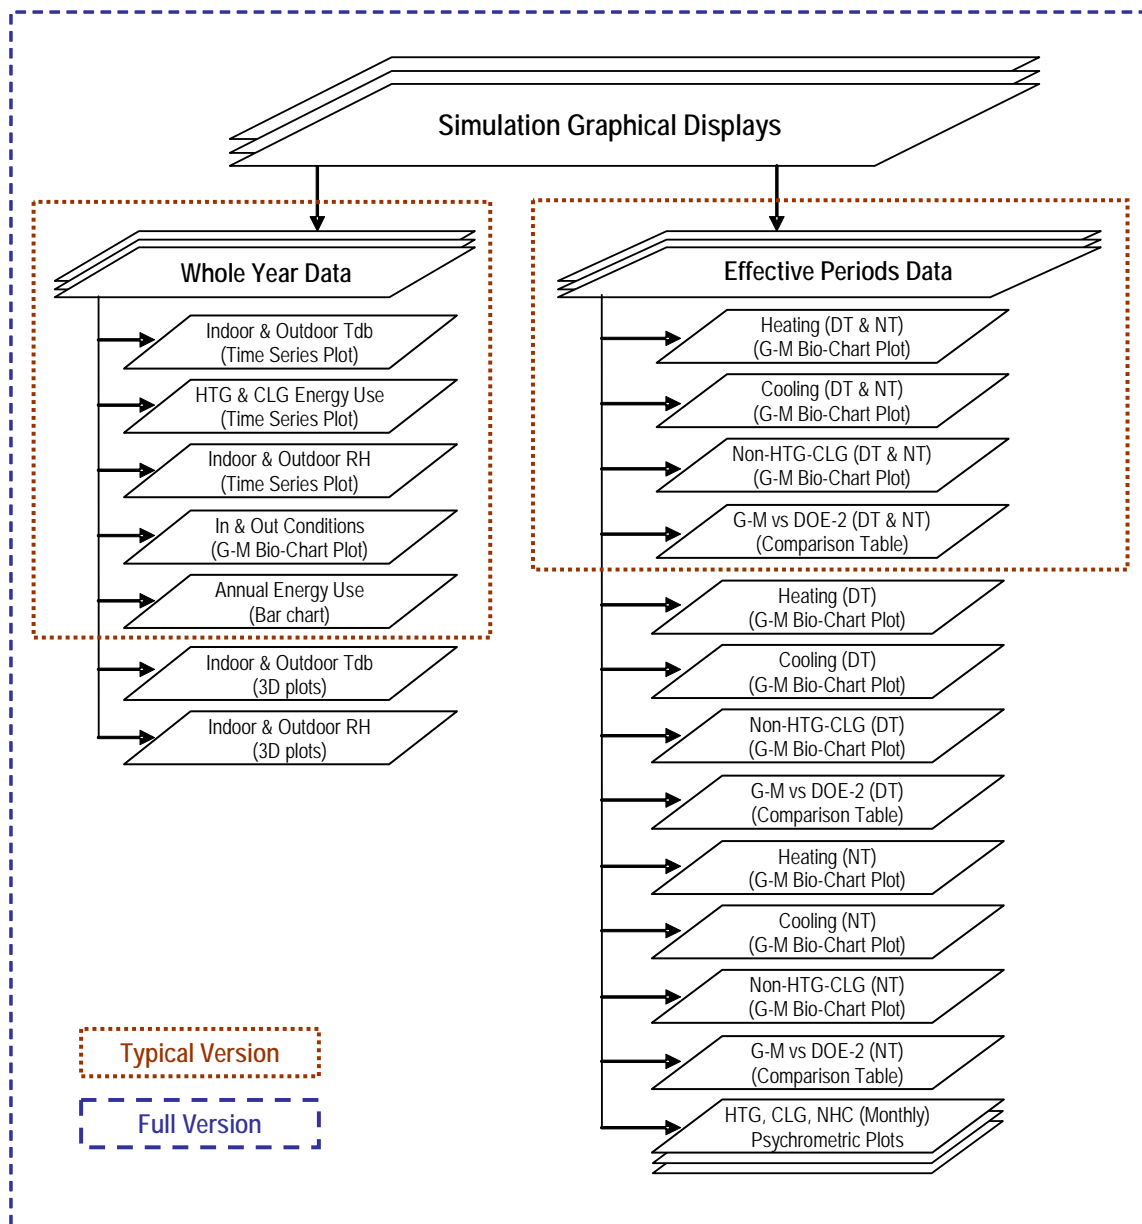 Simulation Graphical Displays
Whole Year Data
Indoor & Outdoor Tdb
(Time Series Plot)
HTG & CLG Energy Use
(Time Series Plot)
Indoor & Outdoor RH
(Time Series Plot)
In & Out Conditions
(G-M Bio-Chart Plot)
Annual Energy Use
(Bar chart)
Indoor & Outdoor Tdb
(3D plots)
Indoor & Outdoor RH
(3D plots)
Effective Periods Data
Heating (DT & NT)
(G-M Bio-Chart Plot)
Cooling (DT & NT)
(G-M Bio-Chart Plot)
Non-HTG-CLG (DT & NT)
(G-M Bio-Chart Plot)
G-M vs DOE-2 (DT & NT)
(Comparison Table)
Heating (DT)
(G-M Bio-Chart Plot)
Cooling (DT)
(G-M Bio-Chart Plot)
Non-HTG-CLG (DT)
(G-M Bio-Chart Plot)
G-M vs DOE-2 (DT)
(Comparison Table)
Heating (NT)
(G-M Bio-Chart Plot)
Cooling (NT)
(G-M Bio-Chart Plot)
Non-HTG-CLG (NT)
(G-M Bio-Chart Plot)
G-M vs DOE-2 (NT)
(Comparison Table)
HTG, CLG, NHC (Monthly)
Psychrometric Plots
Typical Version
Full Version